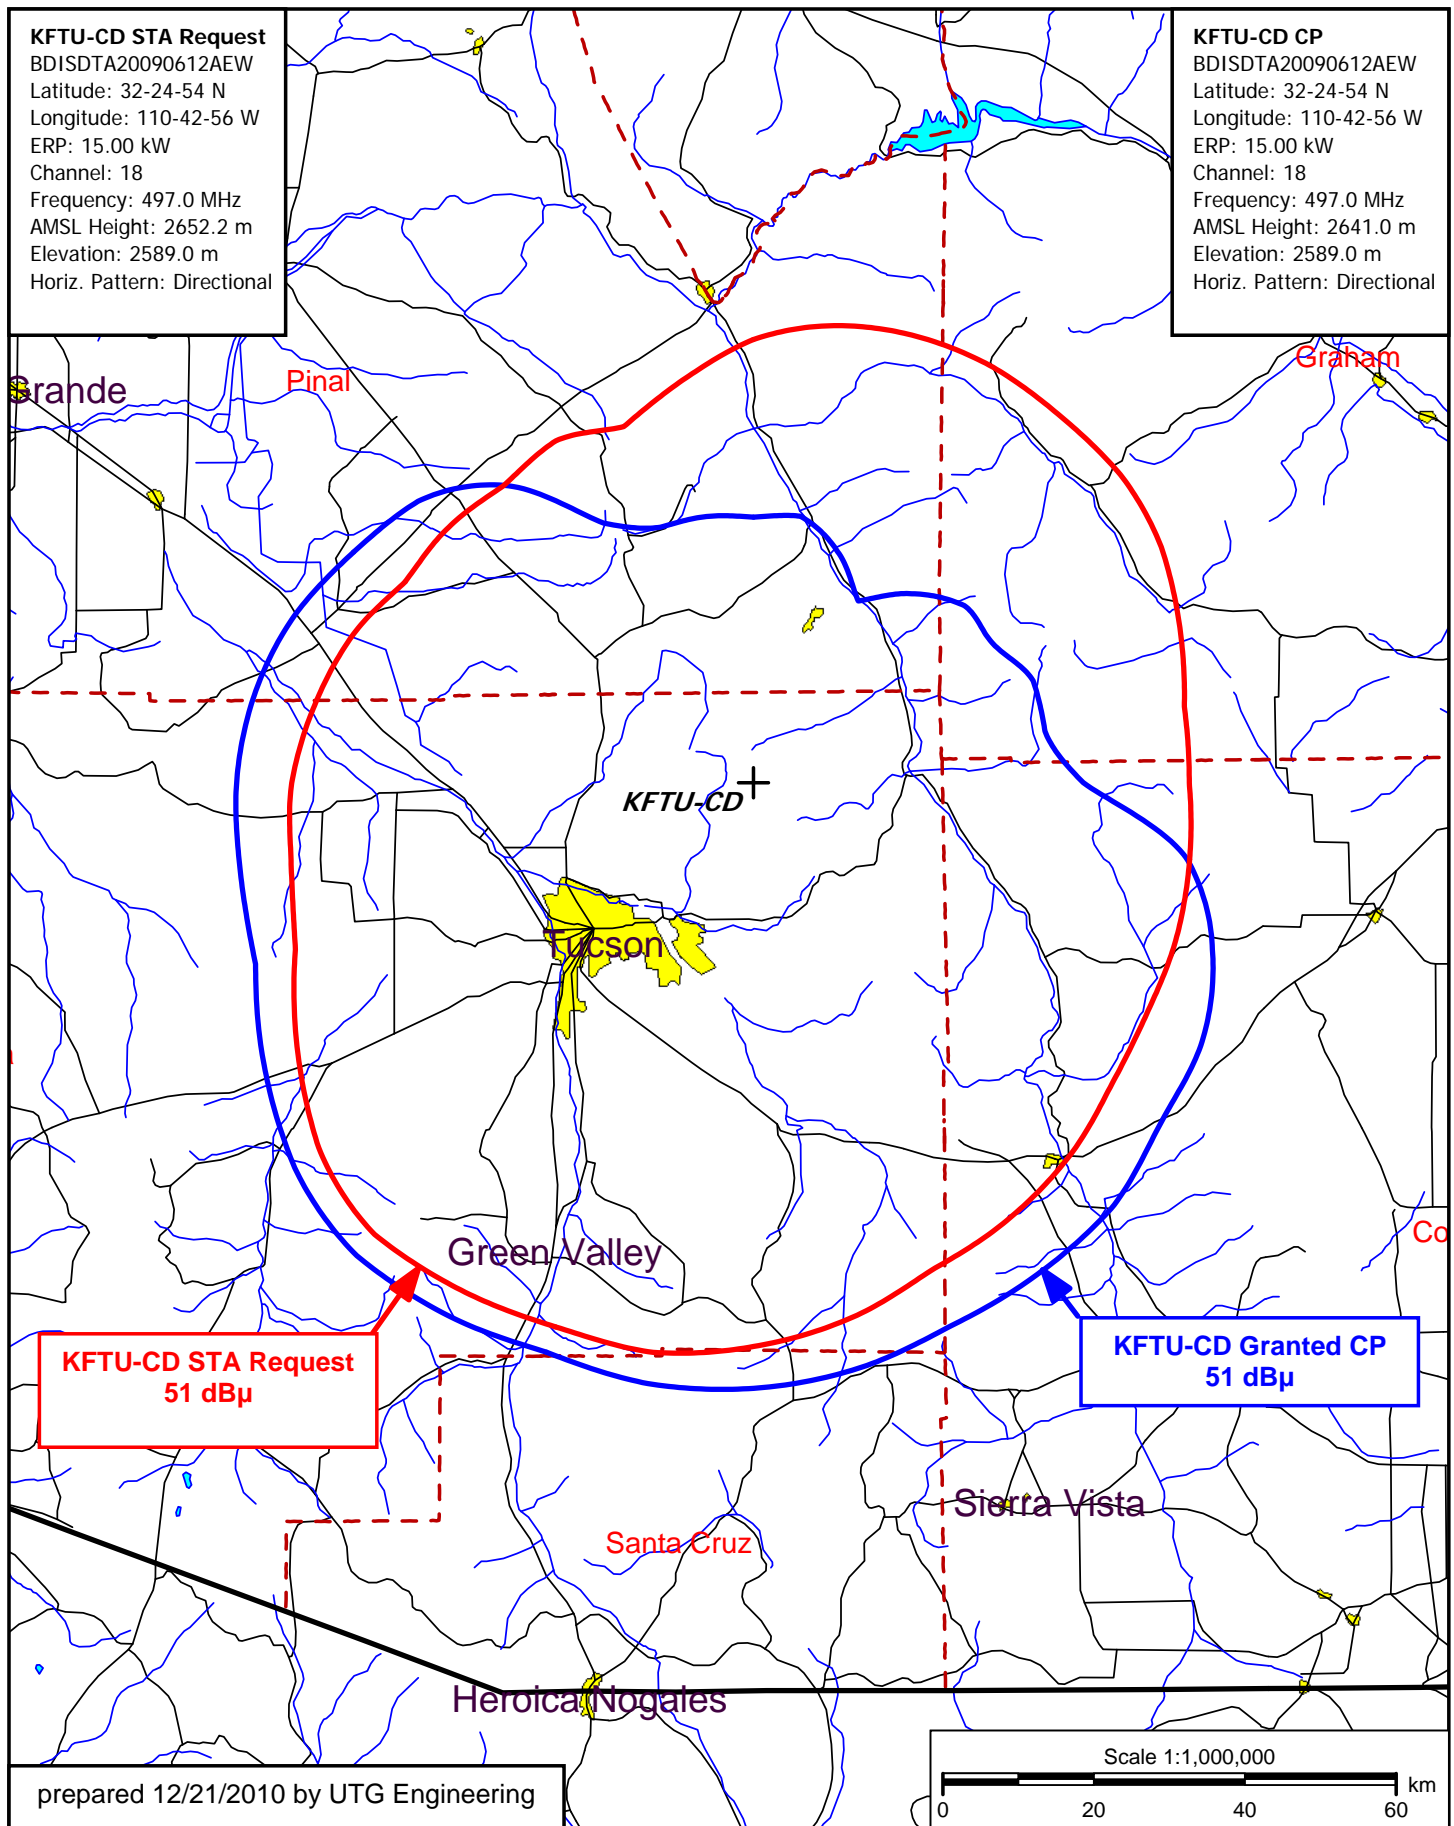 KFTU-CD STA Request
BDISDTA20090612AEW
Latitude: 32-24-54 N
Longitude: 110-42-56 W
ERP: 15.00 kW
Channel: 18
Frequency: 497.0 MHz
AMSL Height: 2652.2 m
Elevation: 2589.0 m
Horiz. Pattern: Directional
KFTU-CD CP
BDISDTA20090612AEW
Latitude: 32-24-54 N
Longitude: 110-42-56 W
ERP: 15.00 kW
Channel: 18
Frequency: 497.0 MHz
AMSL Height: 2641.0 m
Elevation: 2589.0 m
Horiz. Pattern: Directional
Graham
Pinal
Grande
KFTU-CD
Tucson
Co
Green Valley
KFTU-CD STA Request
51 dBµ
KFTU-CD Granted CP
51 dBµ
Sierra Vista
Santa Cruz
Heroica Nogales
prepared 12/21/2010 by UTG Engineering
Scale 1:1,000,000
km
0 20 40 60